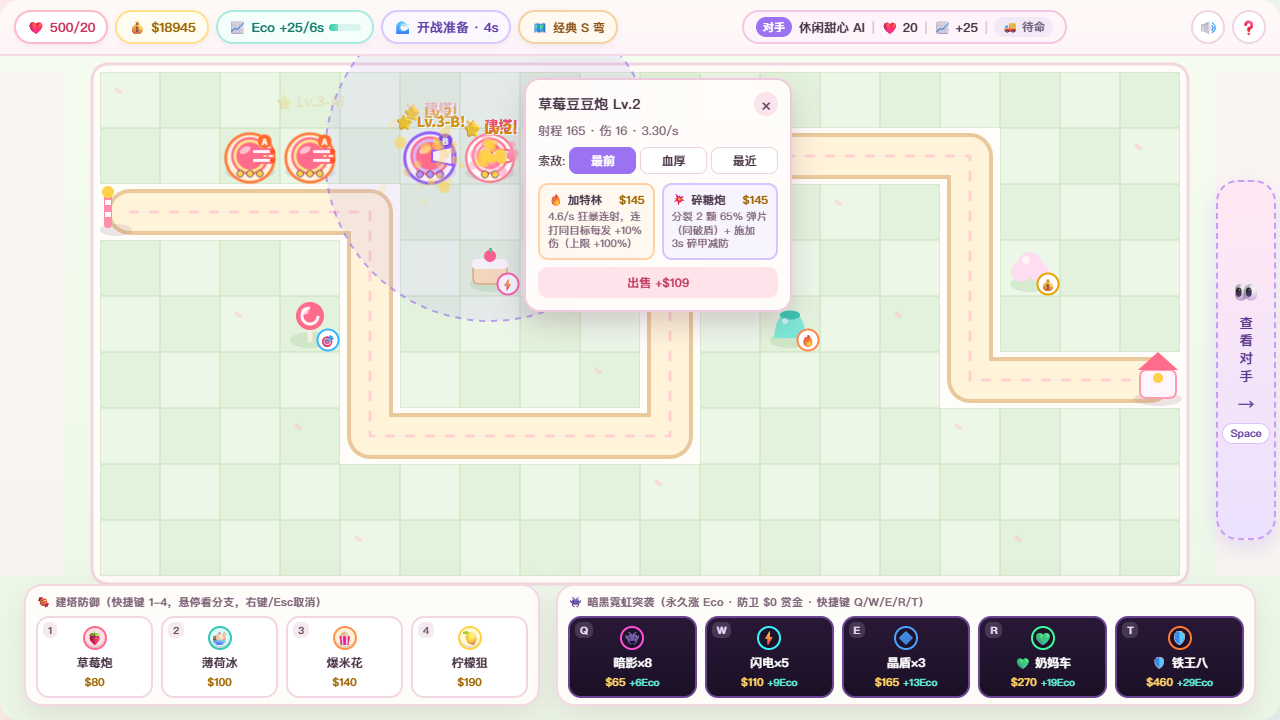 500/20
$18945
Eco +25/6s
开战准备 · 4s
经典 S 弯
对手 休闲甜心 AI | 20 | +25 | 待命
Lv.3-A!
建塔!
Lv.2!
Lv.3-B!
建塔!
Lv.2!
A
A
B
草莓豆豆炮 Lv.2
×
射程 165 · 伤 16 · 3.30/s
索敌:
最前
血厚
最近
加特林 $145
4.6/s 狂暴连射，连
打同目标每发 +10%
伤（上限 +100%）
碎糖炮 $145
分裂 2 颗 65% 弹片
（同破盾）+ 施加
3s 碎甲减防
出售 +$109
查看对手
→
Space
建塔防御（快捷键 1–4，悬停看分支，右键/Esc取消）
1
草莓炮
$80
2
薄荷冰
$100
3
爆米花
$140
4
柠檬狙
$190
暗黑霓虹突袭（永久涨 Eco · 防卫 $0 赏金 · 快捷键 Q/W/E/R/T）
Q
暗影x8
$65 +6Eco
W
闪电x5
$110 +9Eco
E
晶盾x3
$165 +13Eco
R
奶妈车
$270 +19Eco
T
铁王八
$460 +29Eco